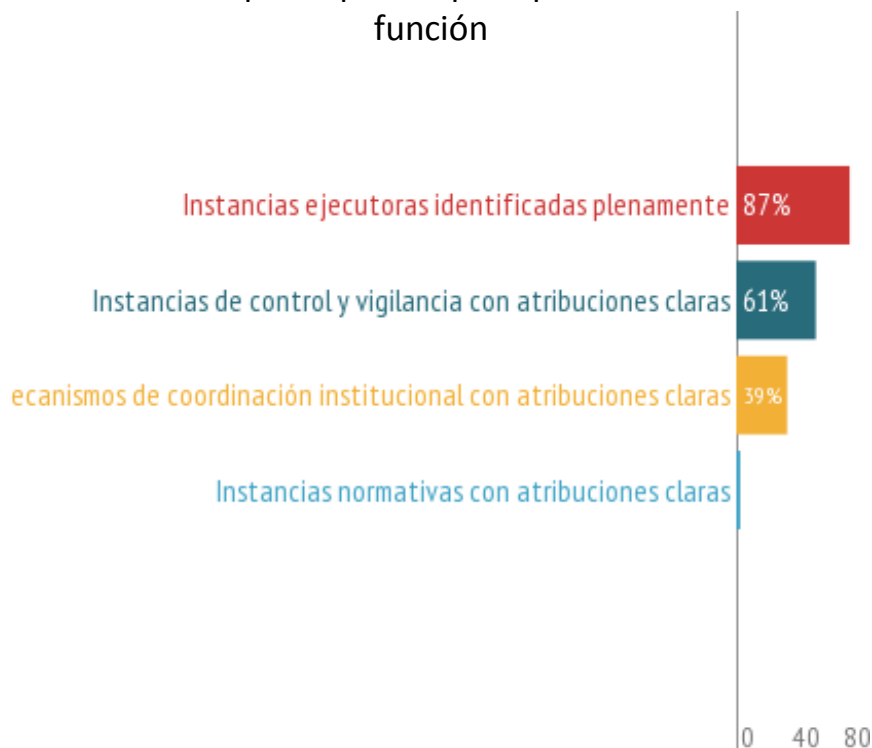 función
Instancias ejecutoras identificadas plenamente 87%
Instancias de control y vigilancia con atribuciones claras 61%
ecanismos de coordinación institucional con atribuciones claras 39%
Instancias normativas con atribuciones claras
0 40 80